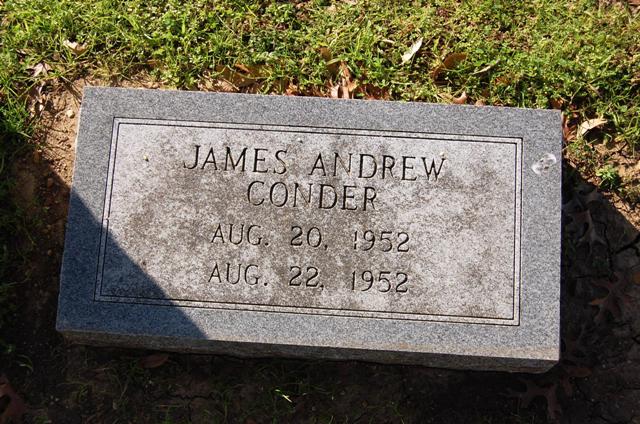 JAMES ANDREW
CONDER
AUG. 20, 1952
AUG. 22, 1952